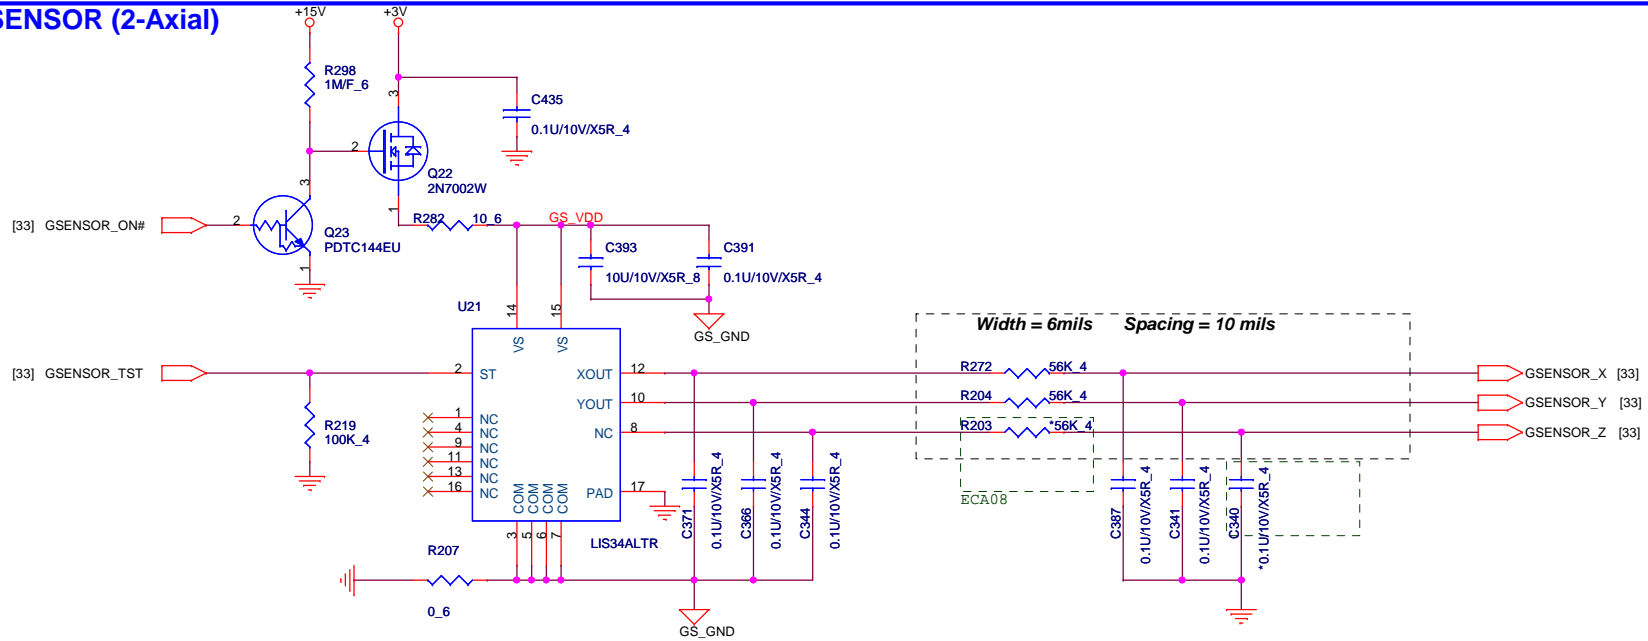 SENSOR (2-Axial)
+15V
+3V
R298
1M/F_6
3
C435
0.1U/10V/X5R_4
2
Q22
2N7002W
3
1
[33] GSENSOR_ON#
2
Q23
PDTC144EU
1
R282
10_6
GS_VDD
C393
10U/10V/X5R_8
C391
0.1U/10V/X5R_4
GS_GND
U21
14
15
VS
VS
Width = 6mils Spacing = 10 mils
[33] GSENSOR_TST
2
ST
XOUT
12
R272
56K_4
GSENSOR_X [33]
YOUT
10
R204
56K_4
GSENSOR_Y [33]
NC
8
R203
*56K_4
GSENSOR_Z [33]
R219
100K_4
1
NC
4
NC
9
NC
11
NC
13
NC
16
NC
COM
COM
COM
COM
PAD
17
3
5
6
7
LIS34ALTR
C371
0.1U/10V/X5R_4
C366
0.1U/10V/X5R_4
C344
0.1U/10V/X5R_4
ECA08
C387
0.1U/10V/X5R_4
C341
0.1U/10V/X5R_4
C340
*0.1U/10V/X5R_4
R207
0_6
GS_GND